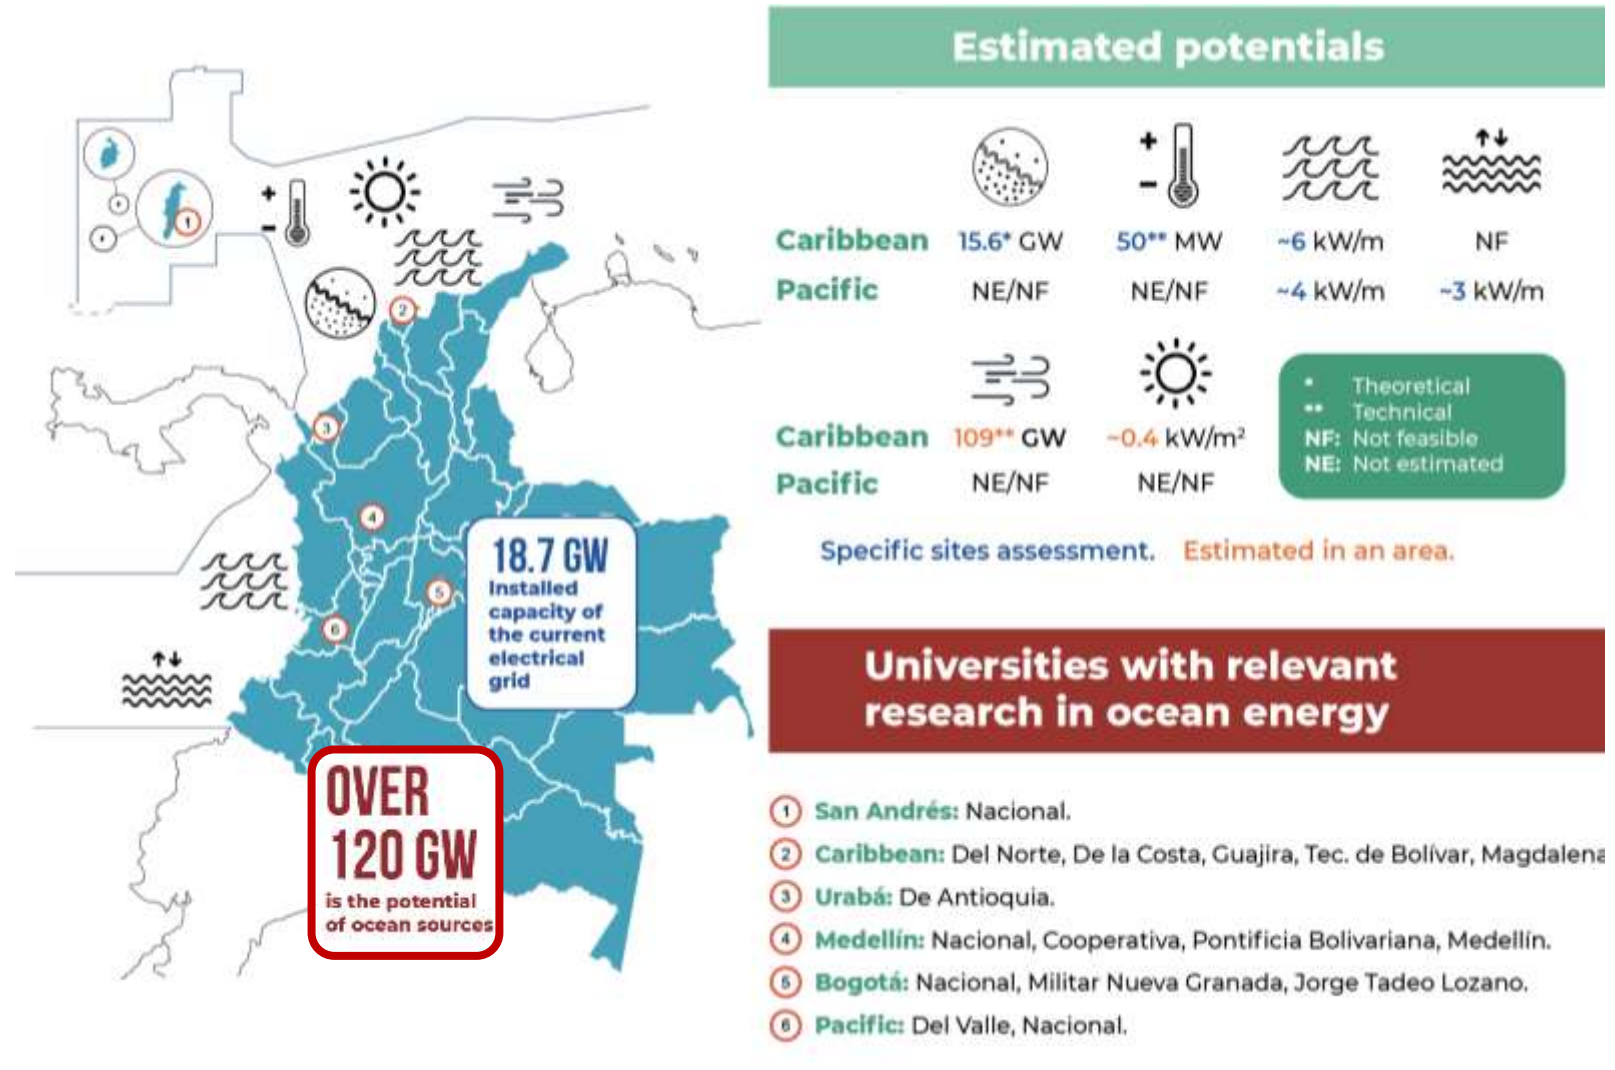 Estimated potentials
Caribbean 15.6* GW 50** MW ~6 kW/m NF
Pacific NE/NF NE/NF ~4 kW/m ~3 kW/m
Caribbean 109** GW ~0.4 kW/m²
Pacific NE/NF NE/NF
* Theoretical
** Technical
NF: Not feasible
NE: Not estimated
Specific sites assessment. Estimated in an area.
Universities with relevant
research in ocean energy
1 San Andrés: Nacional.
2 Caribbean: Del Norte, De la Costa, Guajira, Tec. de Bolívar, Magdalena
3 Urabá: De Antioquia.
4 Medellín: Nacional, Cooperativa, Pontificia Bolivariana, Medellín.
5 Bogotá: Nacional, Militar Nueva Granada, Jorge Tadeo Lozano.
6 Pacific: Del Valle, Nacional.
1
2
3
4
5
6
18.7 GW
Installed
capacity of
the current
electrical
grid
OVER
120 GW
is the potential
of ocean sources